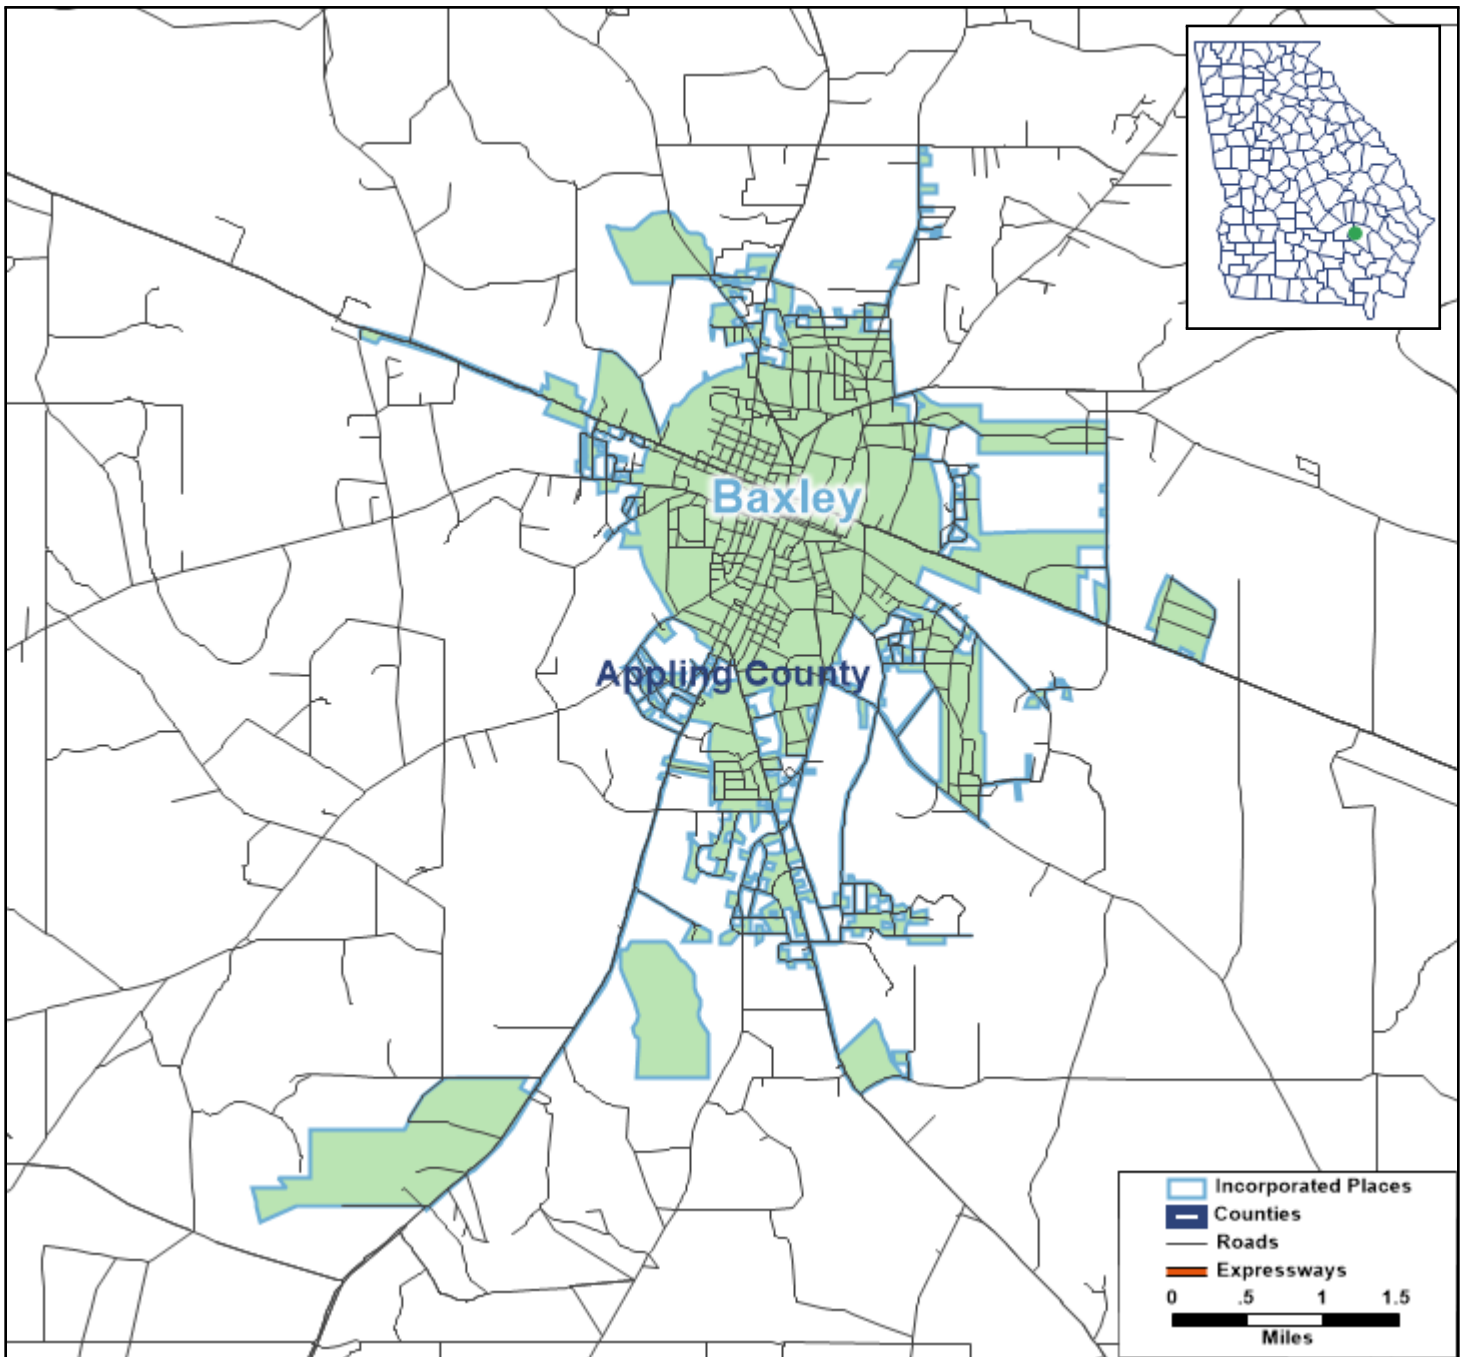 Baxley
Appling County
Incorporated Places
Counties
Roads
Expressways
0 .5 1 1.5
Miles